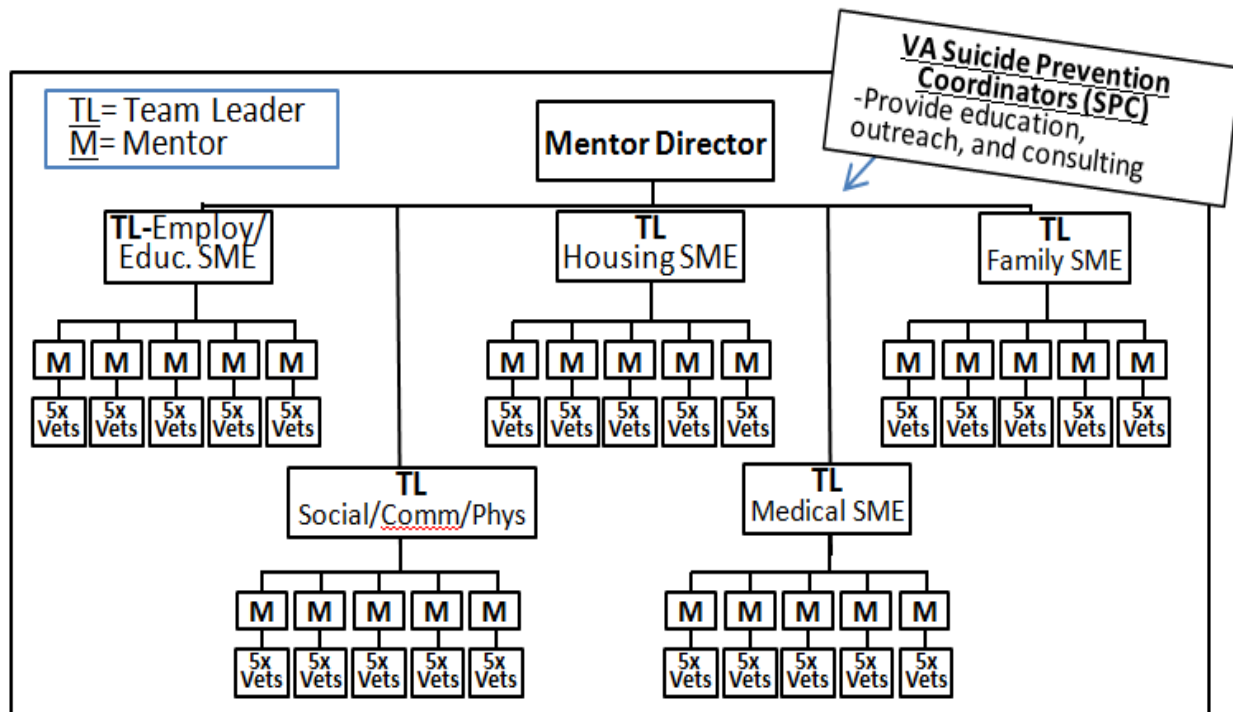 VA Suicide Prevention
Coordinators (SPC)
-Provide education,
outreach, and consulting
TL= Team Leader
M= Mentor
Mentor Director
TL-Employ/
Educ. SME
TL
Housing SME
TL
Family SME
M M M M M
M M M M M
M M M M M
5x 5x 5x 5x 5x
Vets Vets Vets Vets Vets
5x 5x 5x 5x 5x
Vets Vets Vets Vets Vets
5x 5x 5x 5x 5x
Vets Vets Vets Vets Vets
TL
Social/Comm/Phys
TL
Medical SME
M M M M M
M M M M M
5x 5x 5x 5x 5x
Vets Vets Vets Vets Vets
5x 5x 5x 5x 5x
Vets Vets Vets Vets Vets